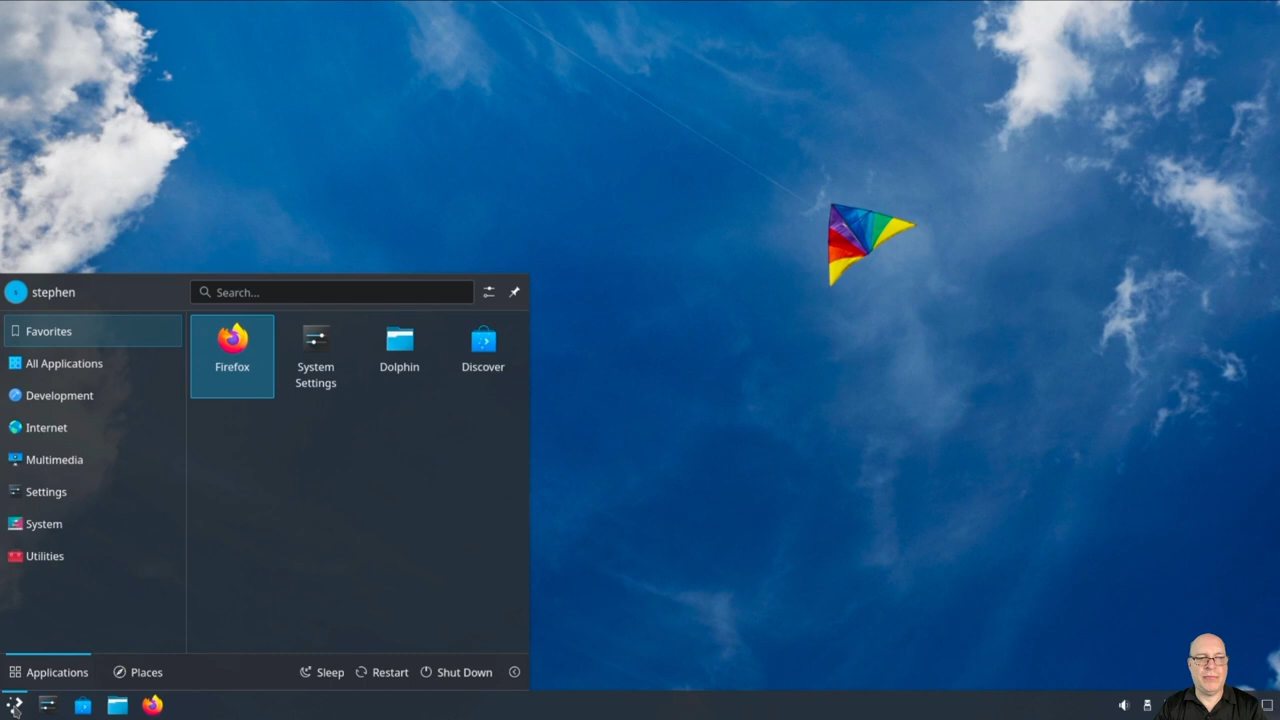 stephen
Search...
Favorites
All Applications
Development
Internet
Multimedia
Settings
System
Utilities
Firefox
System
Settings
Dolphin
Discover
Applications
Places
Sleep
Restart
Shut Down